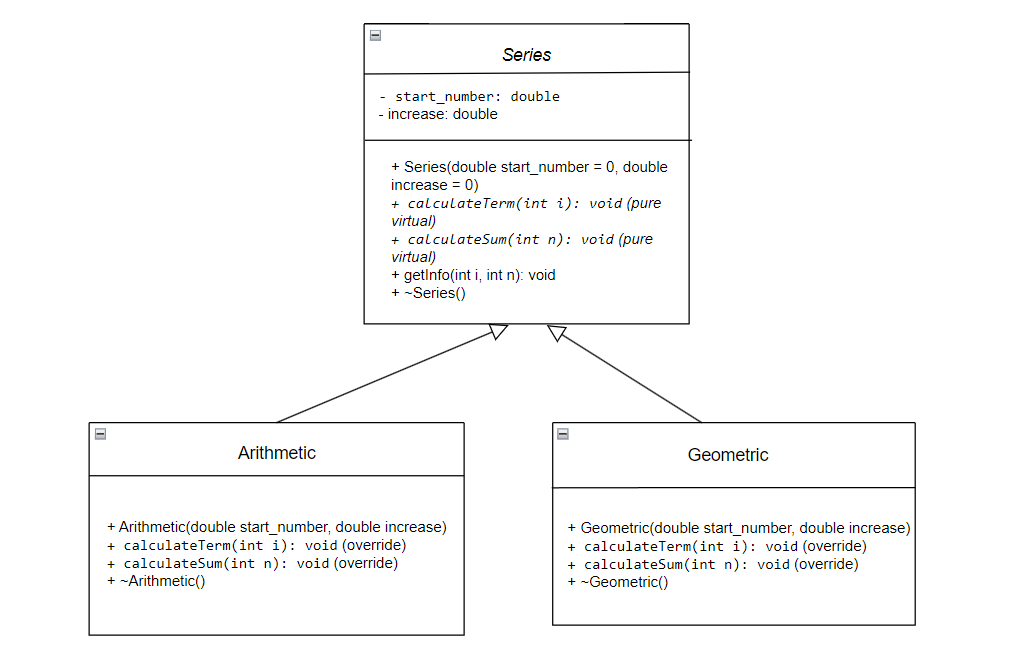 Series
- start_number: double
- increase: double
+ Series(double start_number = 0, double
increase = 0)
+ calculateTerm(int i): void (pure
virtual)
+ calculateSum(int n): void (pure
virtual)
+ getInfo(int i, int n): void
+ ~Series()
Arithmetic
+ Arithmetic(double start_number, double increase)
+ calculateTerm(int i): void (override)
+ calculateSum(int n): void (override)
+ ~Arithmetic()
Geometric
+ Geometric(double start_number, double increase)
+ calculateTerm(int i): void (override)
+ calculateSum(int n): void (override)
+ ~Geometric()